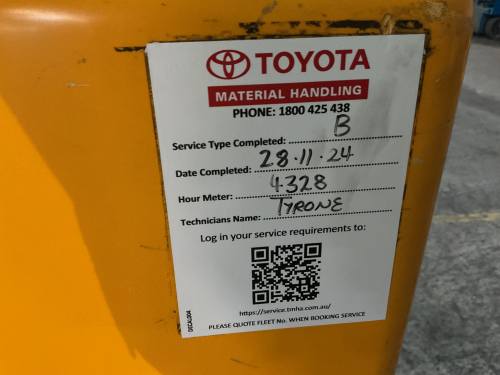 TOYOTA
MATERIAL HANDLING
PHONE: 1800 425 438
Service Type Completed: B
Date Completed: 28.11.24
Hour Meter: 4328
Technicians Name: TYRONE
Log in your service requirements to:
https://service.tmha.com.au/
PLEASE QUOTE FLEET No. WHEN BOOKING SERVICE